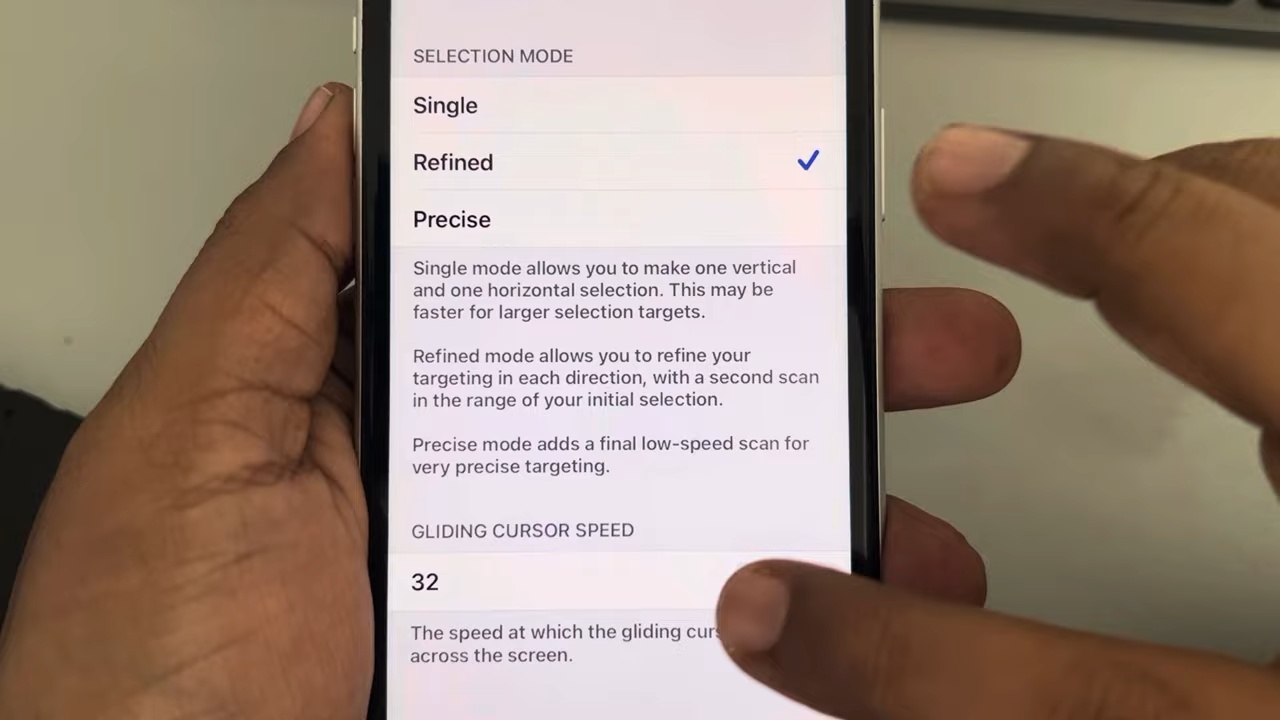 SELECTION MODE
Single
Refined
Precise
Single mode allows you to make one vertical
and one horizontal selection. This may be
faster for larger selection targets.
Refined mode allows you to refine your
targeting in each direction, with a second scan
in the range of your initial selection.
Precise mode adds a final low-speed scan for
very precise targeting.
GLIDING CURSOR SPEED
32
The speed at which the gliding
across the screen.